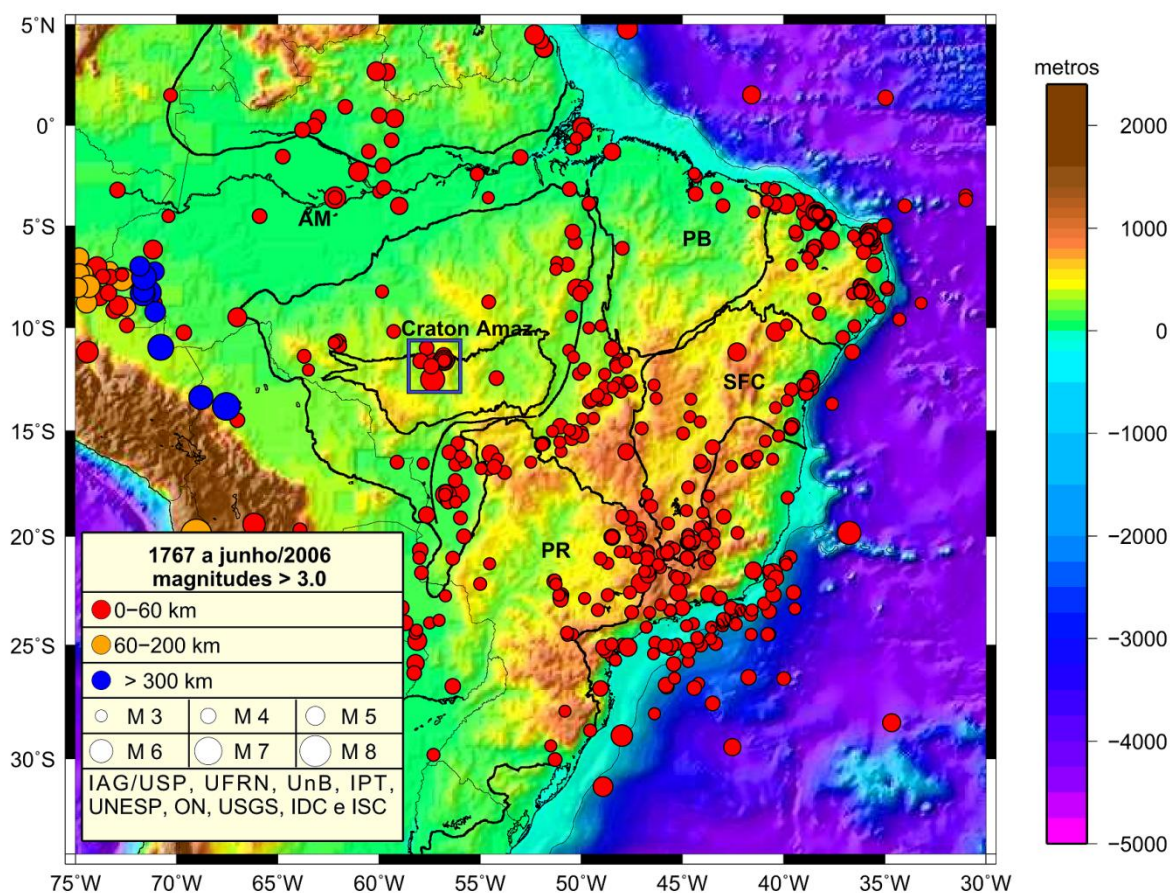 5°N
0°
5°S
10°S
15°S
20°S
25°S
30°S
75°W 70°W 65°W 60°W 55°W 50°W 45°W 40°W 35°W 30°W
AM
PB
Craton Amaz.
SFC
PR
1767 a junho/2006
magnitudes > 3.0
0−60 km
60−200 km
> 300 km
M 3 M 4 M 5
M 6 M 7 M 8
IAG/USP, UFRN, UnB, IPT,
UNESP, ON, USGS, IDC e ISC
metros
2000
1000
0
−1000
−2000
−3000
−4000
−5000